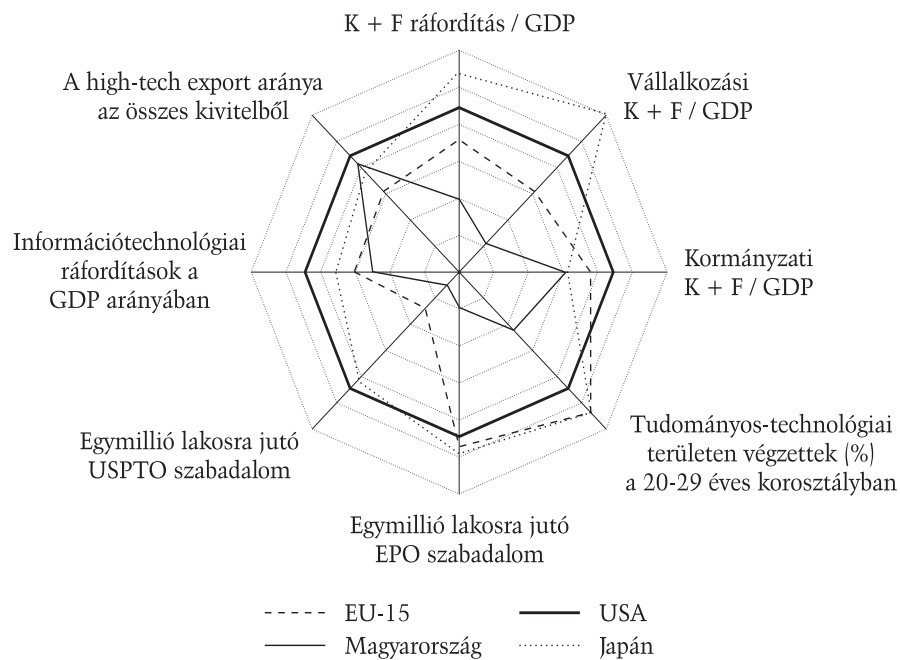 K + F ráfordítás / GDP
A high-tech export aránya
az összes kivitelből
Vállalkozási
K + F / GDP
Információtechnológiai
ráfordítások a
GDP arányában
Kormányzati
K + F / GDP
Egymillió lakosra jutó
USPTO szabadalom
Tudományos-technológiai
területen végzettek (%)
a 20-29 éves korosztályban
Egymillió lakosra jutó
EPO szabadalom
EU-15
USA
Magyarország
Japán